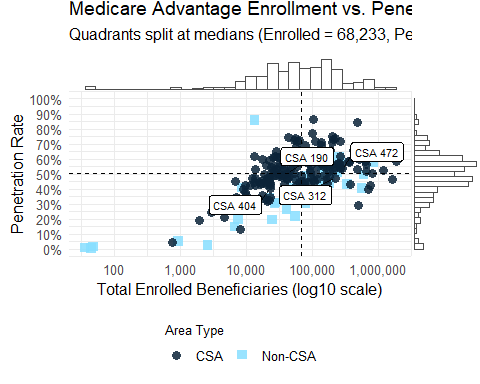 Medicare Advantage Enrollment vs. Pene
Quadrants split at medians (Enrolled = 68,233, Pe
Penetration Rate
100%
90%
80%
70%
60%
50%
40%
30%
20%
10%
0%
CSA 190
CSA 472
CSA 312
CSA 404
100
1,000
10,000
100,000
1,000,000
Total Enrolled Beneficiaries (log10 scale)
Area Type
CSA
Non-CSA